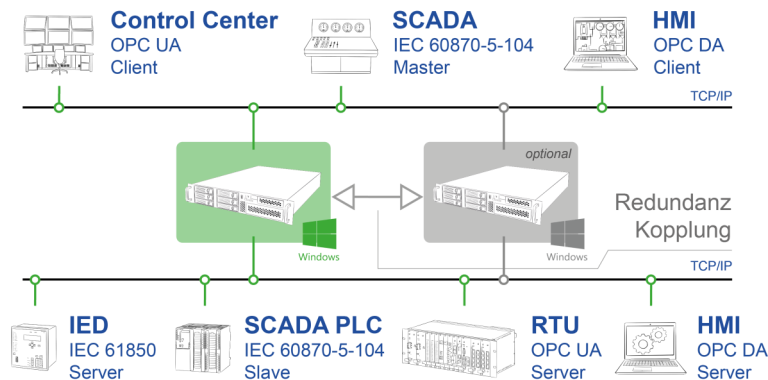 Control Center
OPC UA
Client
SCADA
IEC 60870-5-104
Master
HMI
OPC DA
Client
TCP/IP
optional
Windows
Windows
Redundanz
Kopplung
TCP/IP
IED
IEC 61850
Server
SCADA PLC
IEC 60870-5-104
Slave
RTU
OPC UA
Server
HMI
OPC DA
Server